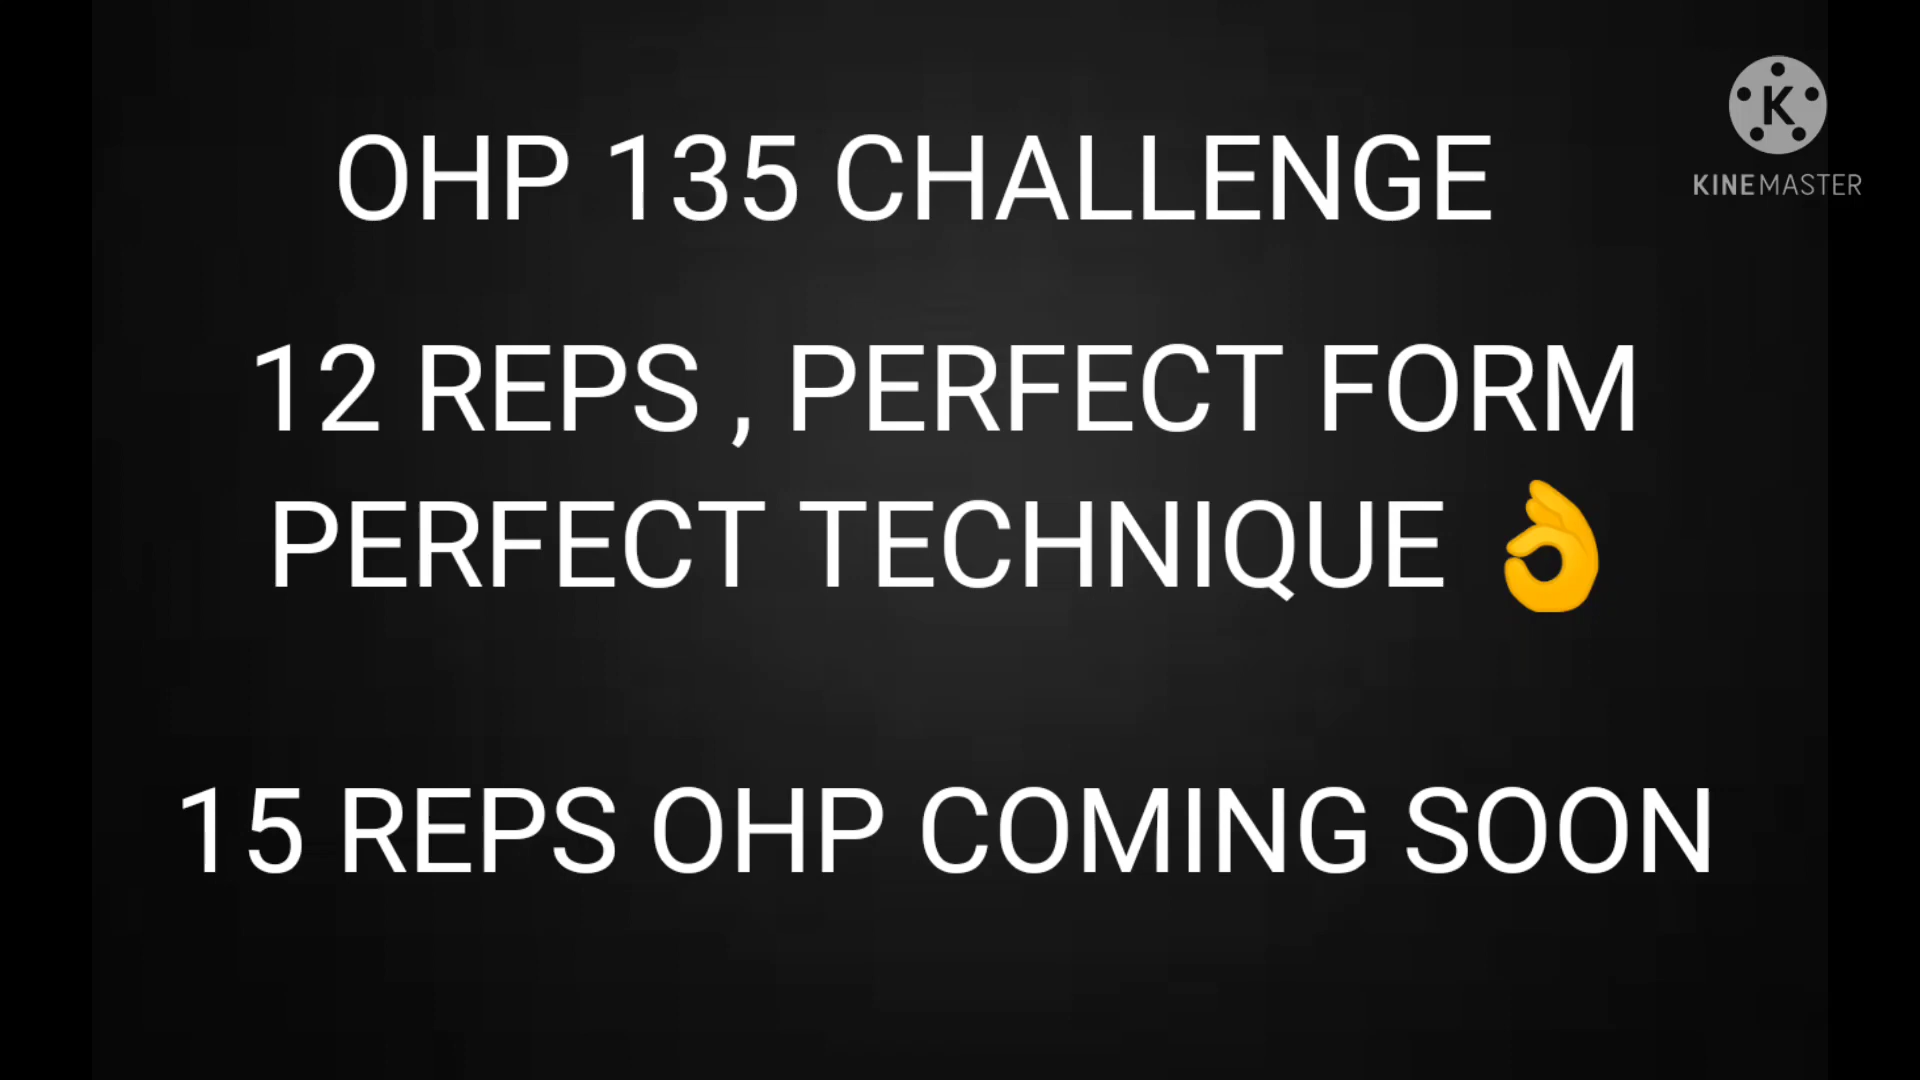 OHP 135 CHALLENGE
12 REPS , PERFECT FORM
PERFECT TECHNIQUE 👌
15 REPS OHP COMING SOON
K
KINEMASTER